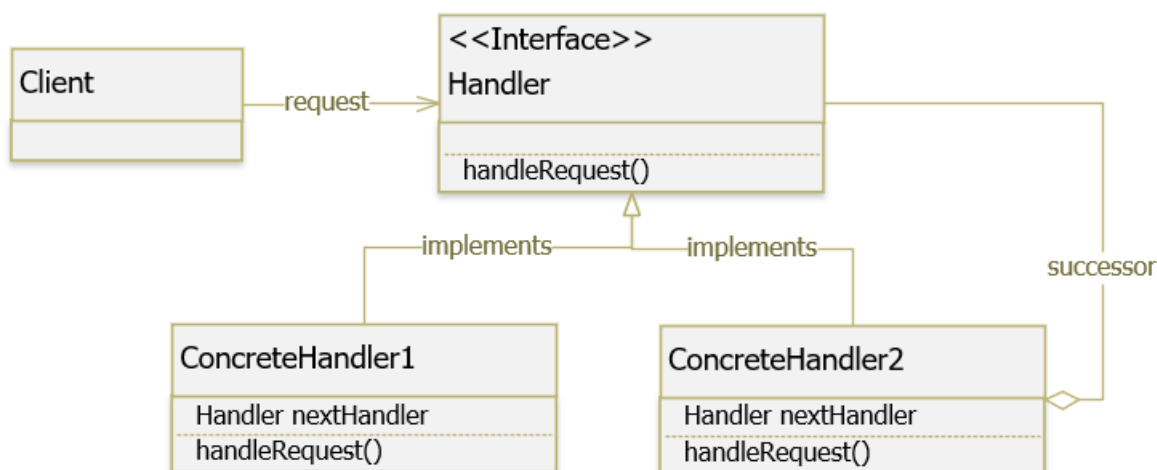 <<Interface>>
Handler
Client
request
handleRequest()
implements
implements
successor
ConcreteHandler1
Handler nextHandler
handleRequest()
ConcreteHandler2
Handler nextHandler
handleRequest()